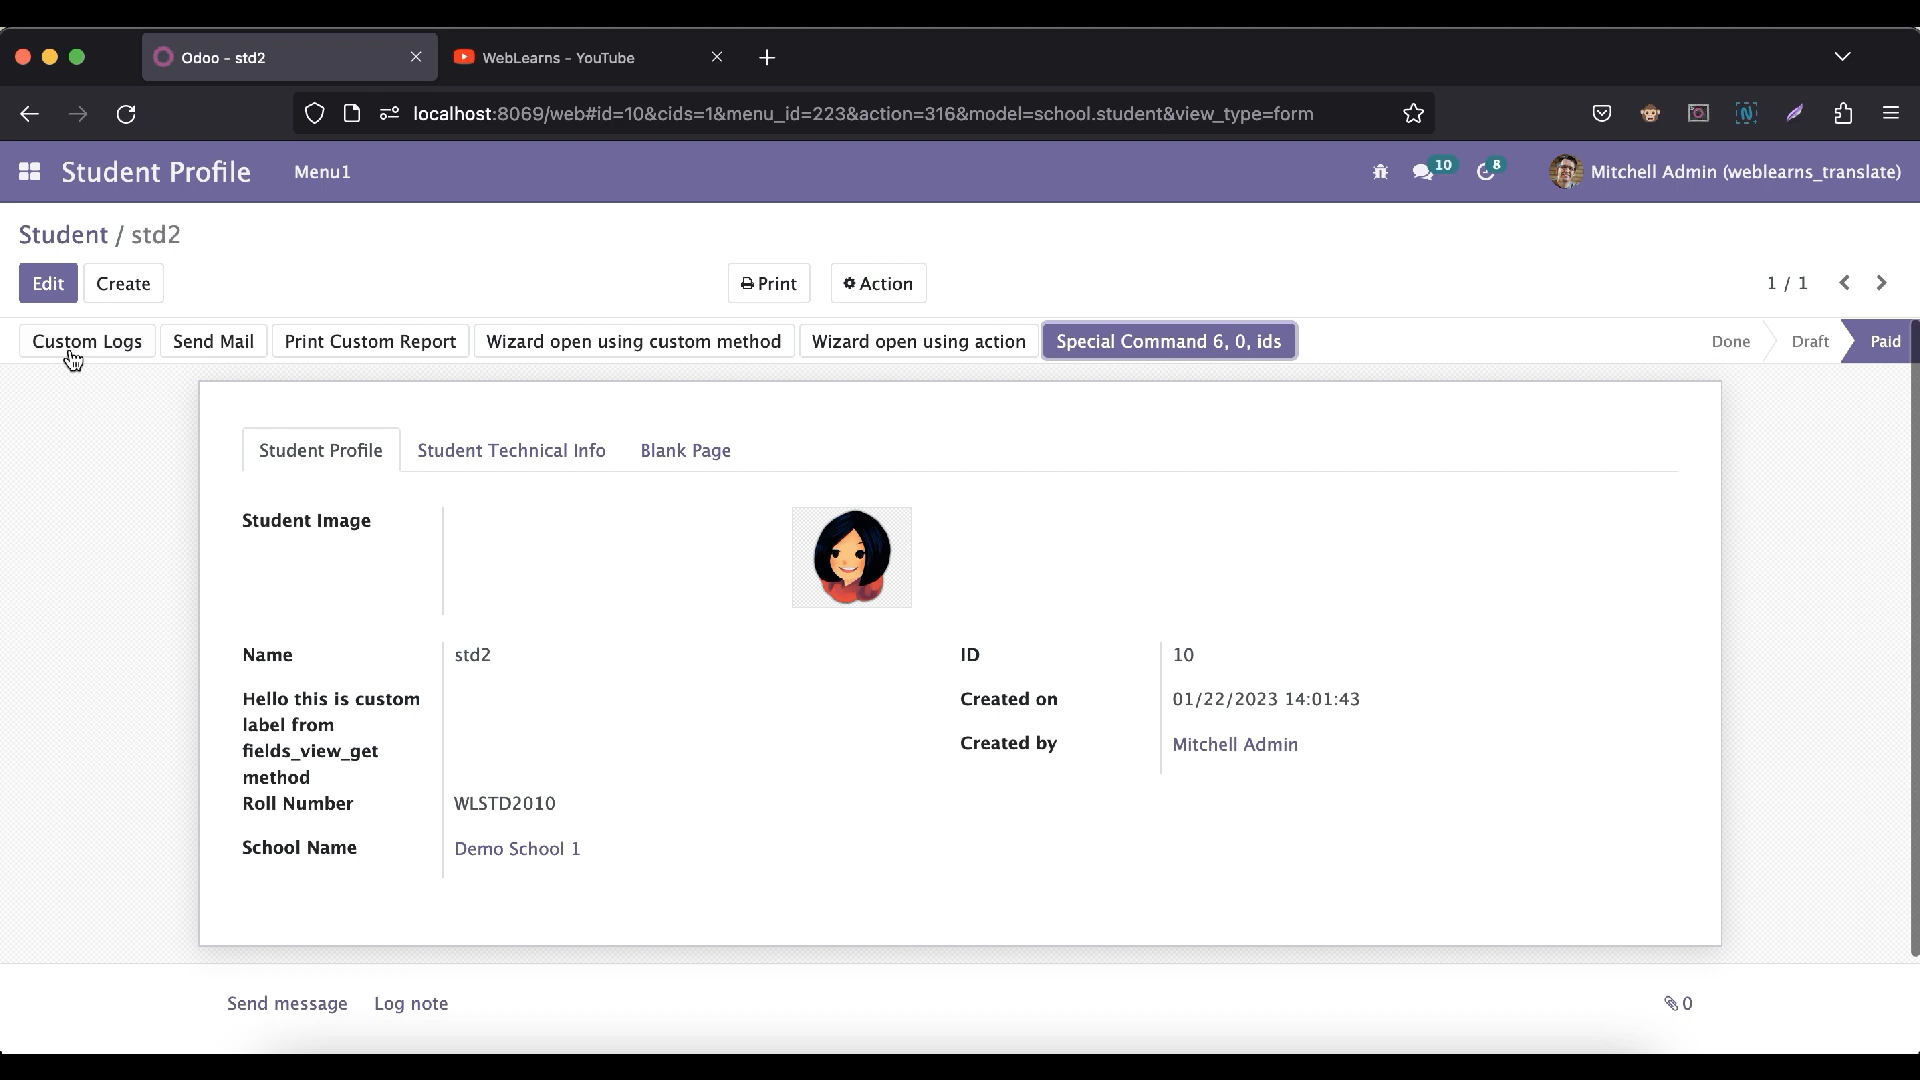 Odoo - std2
WebLearns - YouTube
localhost:8069/web#id=10&cids=1&menu_id=223&action=316&model=school.student&view_type=form
Student Profile
Menu1
10
8
Mitchell Admin (weblearns_translate)
Student / std2
Edit
Create
Print
Action
1 / 1
Custom Logs
Send Mail
Print Custom Report
Wizard open using custom method
Wizard open using action
Special Command 6, 0, ids
Done
Draft
Paid
Student Profile
Student Technical Info
Blank Page
Student Image
Name
std2
Hello this is custom
label from
fields_view_get
method
Roll Number
WLSTD2010
School Name
Demo School 1
ID
10
Created on
01/22/2023 14:01:43
Created by
Mitchell Admin
Send message
Log note
0